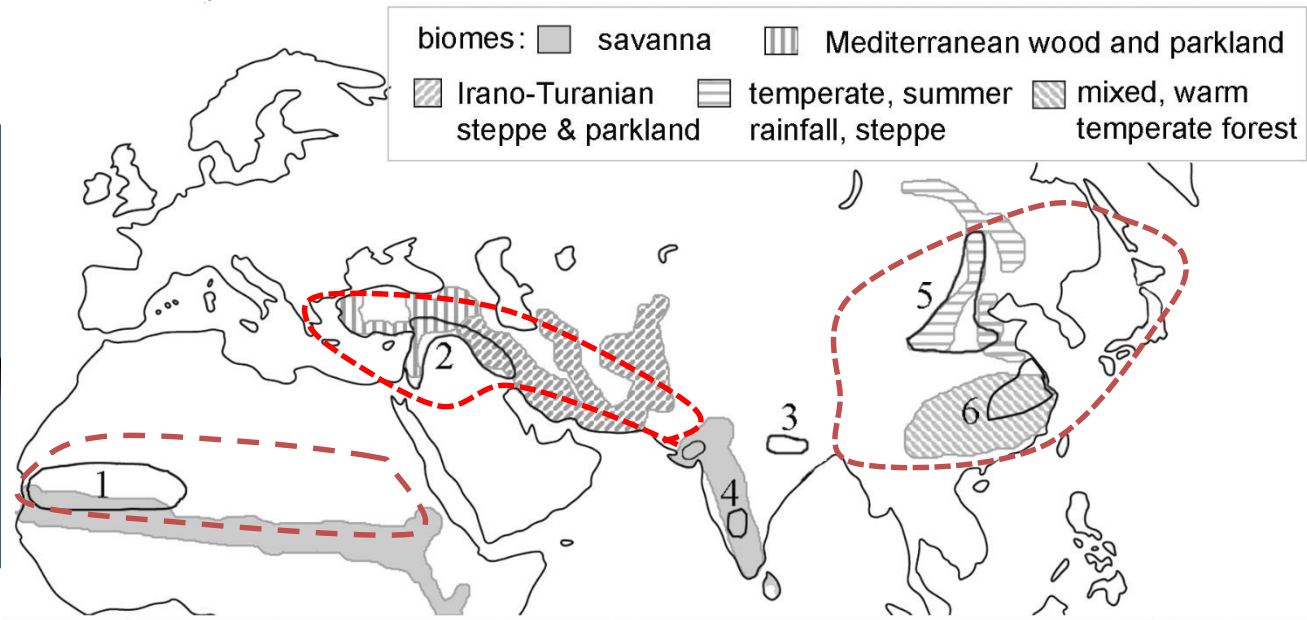 biomes: savanna Mediterranean wood and parkland
Irano-Turanian steppe & parkland
temperate, summer rainfall, steppe
mixed, warm temperate forest
5
2
3
6
1
4